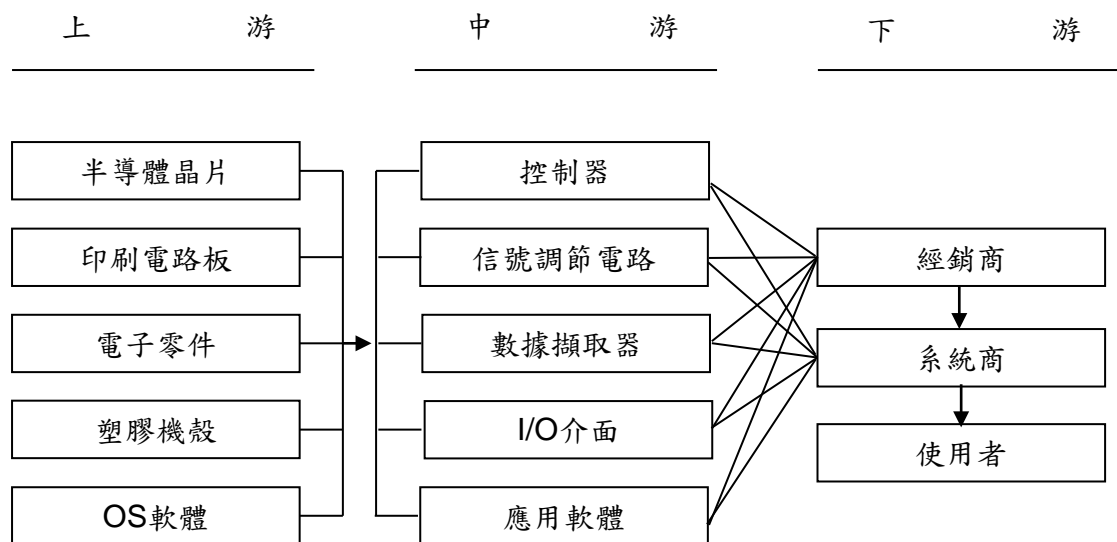 上游
中游
下游
半導體晶片
印刷電路板
電子零件
塑膠機殼
OS軟體
控制器
信號調節電路
數據擷取器
I/O介面
應用軟體
經銷商
系統商
使用者